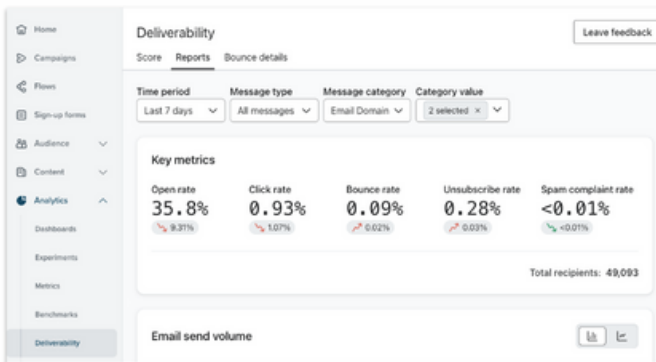 Home
Campaigns
Flows
Sign-up forms
Audience
Content
Analytics
Dashboards
Experiments
Metrics
Benchmarks
Deliverability
Deliverability
Leave feedback
Score Reports Bounce details
Time period Message type Message category Category value
Last 7 days All messages Email Domain 2 selected ×
Key metrics
Open rate Click rate Bounce rate Unsubscribe rate Spam complaint rate
35.8% 0.93% 0.09% 0.28% <0.01%
9.31% 1.07% 0.02% 0.03% <0.01%
Total recipients: 49,093
Email send volume